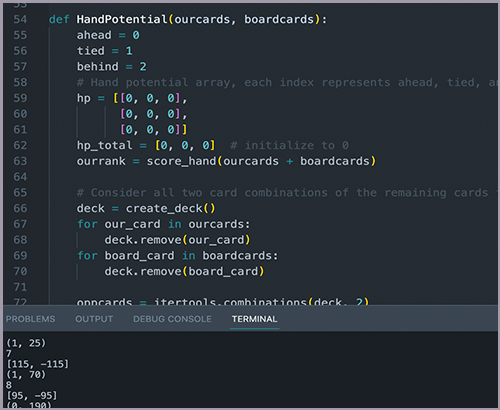 53
54 def HandPotential(ourcards, boardcards):
55 ahead = 0
56 tied = 1
57 behind = 2
58 # Hand potential array, each index represents ahead, tied, an
59 hp = [[0, 0, 0],
60 [0, 0, 0],
61 [0, 0, 0]]
62 hp_total = [0, 0, 0] # initialize to 0
63 ourrank = score_hand(ourcards + boardcards)
64
65 # Consider all two card combinations of the remaining cards
66 deck = create_deck()
67 for our_card in ourcards:
68 deck.remove(our_card)
69 for board_card in boardcards:
70 deck.remove(board_card)
71
72 oppcards = itertools.combinations(deck, 2)
PROBLEMS OUTPUT DEBUG CONSOLE TERMINAL
(1, 25)
7
[115, -115]
(1, 70)
8
[95, -95]
(0, 190)